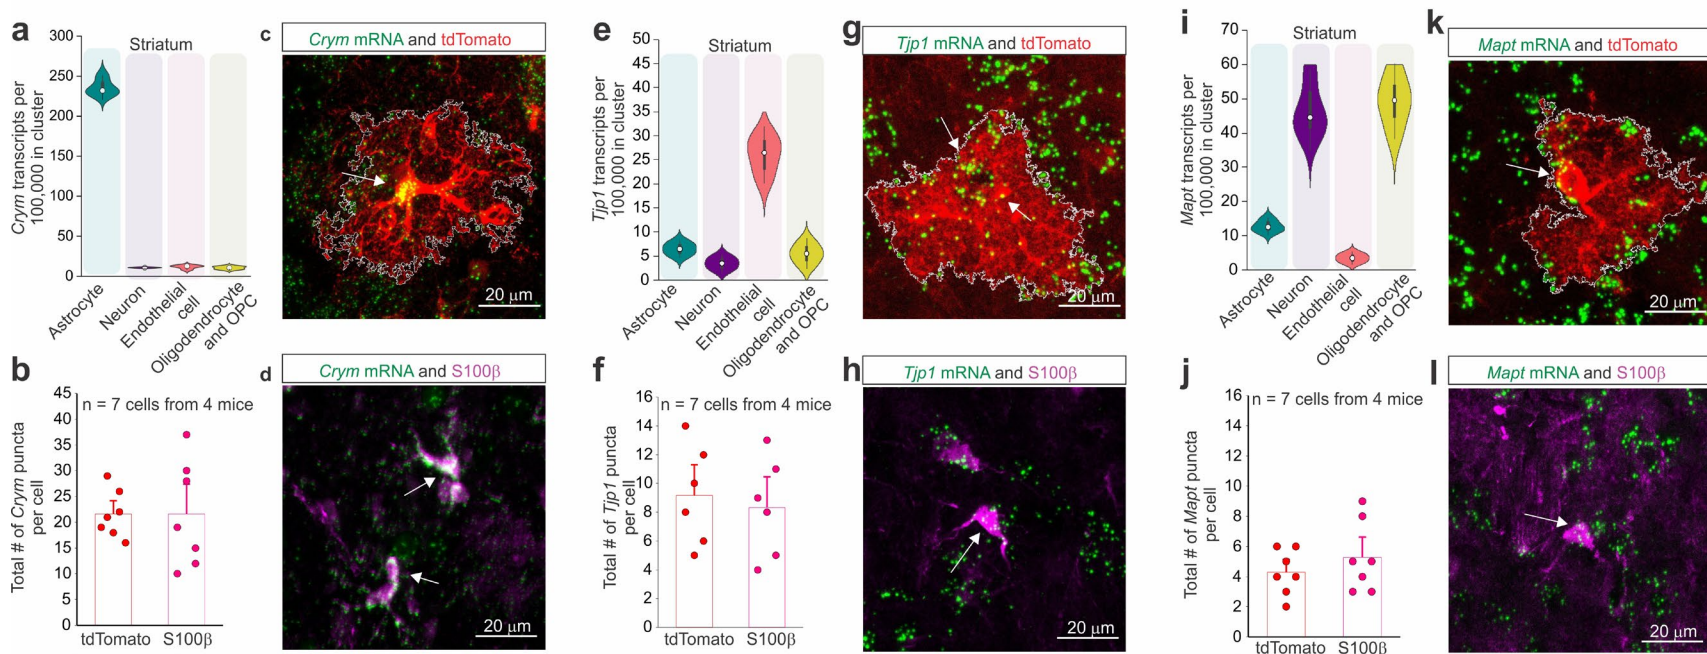 a
300
250
200
150
100
50
0
Crym transcripts per
100,000 in cluster
Striatum
Astrocyte
Neuron
Endothelial
cell
Oligodendrocyte
and OPC
c
Crym mRNA and tdTomato
20 μm
e
50
45
40
35
30
25
20
15
10
5
0
Tjp1 transcripts per
100,000 in cluster
Striatum
Astrocyte
Neuron
Endothelial
cell
Oligodendrocyte
and OPC
g
Tjp1 mRNA and tdTomato
20 μm
i
70
60
50
40
30
20
10
0
Mapt transcripts per
100,000 in cluster
Striatum
Astrocyte
Neuron
Endothelial
cell
Oligodendrocyte
and OPC
k
Mapt mRNA and tdTomato
20 μm
b
45
40
35
30
25
20
15
10
5
0
Total # of Crym puncta
per cell
n = 7 cells from 4 mice
tdTomato
S100β
d
Crym mRNA and S100β
20 μm
f
16
14
12
10
8
6
4
2
0
Total # of Tjp1 puncta
per cell
n = 7 cells from 4 mice
tdTomato
S100β
h
Tjp1 mRNA and S100β
20 μm
j
16
14
12
10
8
6
4
2
0
Total # of Mapt puncta
per cell
n = 7 cells from 4 mice
tdTomato
S100β
l
Mapt mRNA and S100β
20 μm